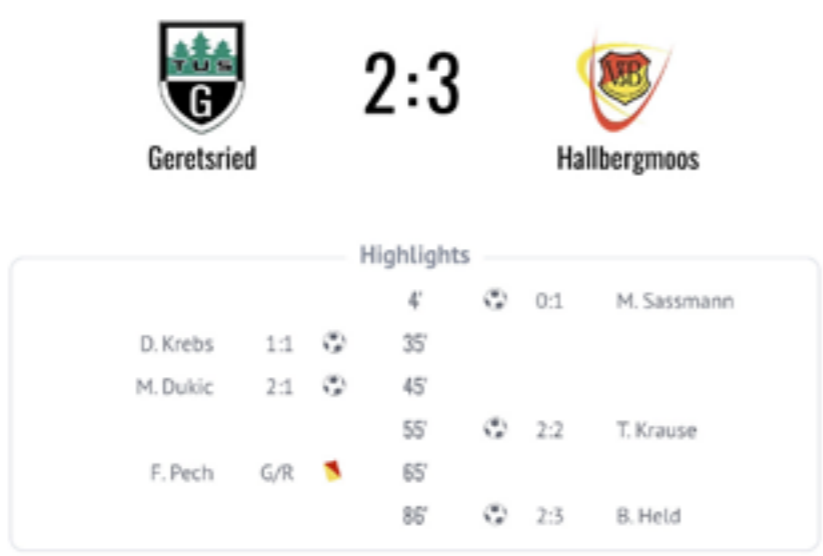 TUS
G
VfB
2:3
Geretsried
Hallbergmoos
Highlights
4' 0:1 M. Sassmann
D. Krebs 1:1 35'
M. Dukic 2:1 45'
55' 2:2 T. Krause
F. Pech G/R 65'
86' 2:3 B. Held